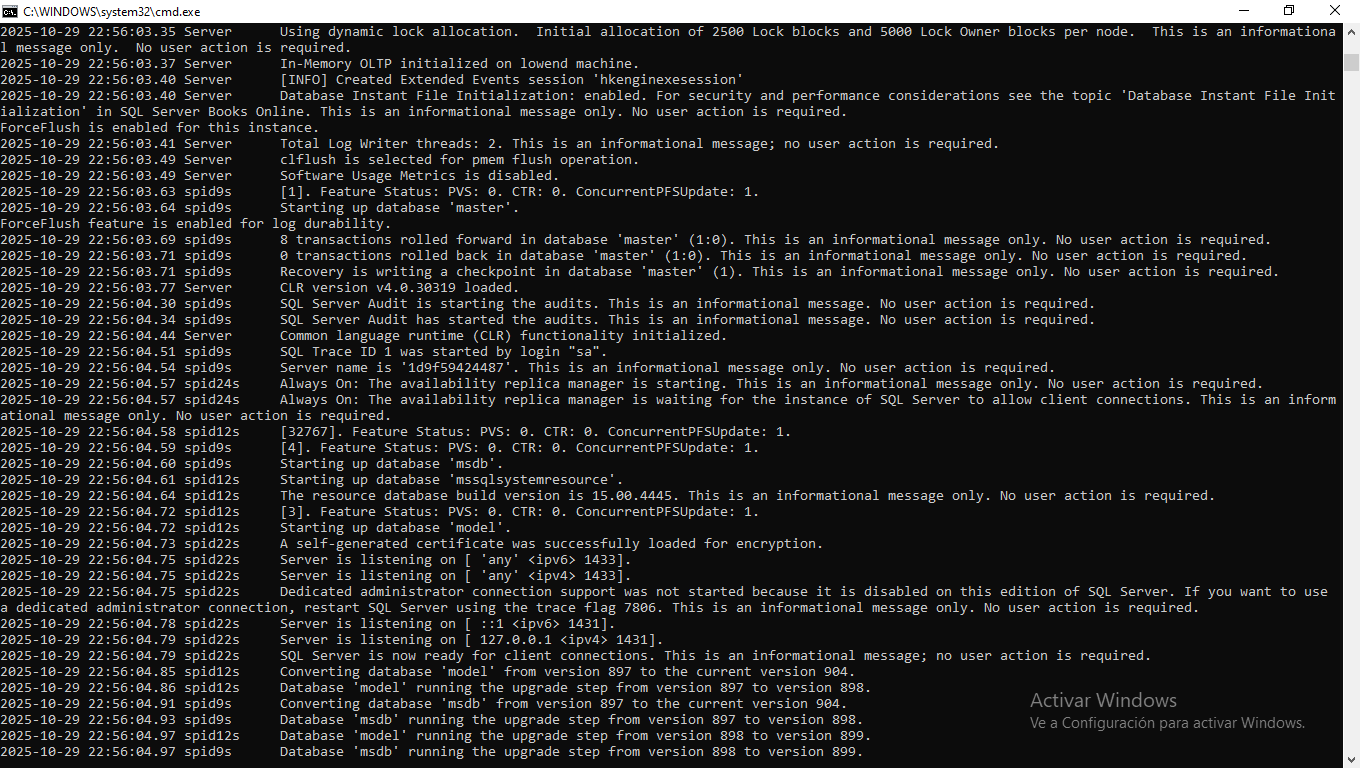 C:\WINDOWS\system32\cmd.exe
2025-10-29 22:56:03.35 Server      Using dynamic lock allocation.  Initial allocation of 2500 Lock blocks and 5000 Lock Owner blocks per node.  This is an informationa
l message only.  No user action is required.
2025-10-29 22:56:03.37 Server      In-Memory OLTP initialized on lowend machine.
2025-10-29 22:56:03.40 Server      [INFO] Created Extended Events session 'hkenginexesession'
2025-10-29 22:56:03.40 Server      Database Instant File Initialization: enabled. For security and performance considerations see the topic 'Database Instant File Init
ialization' in SQL Server Books Online. This is an informational message only. No user action is required.
ForceFlush is enabled for this instance.
2025-10-29 22:56:03.41 Server      Total Log Writer threads: 2. This is an informational message; no user action is required.
2025-10-29 22:56:03.49 Server      clflush is selected for pmem flush operation.
2025-10-29 22:56:03.49 Server      Software Usage Metrics is disabled.
2025-10-29 22:56:03.63 spid9s      [1]. Feature Status: PVS: 0. CTR: 0. ConcurrentPFSUpdate: 1.
2025-10-29 22:56:03.64 spid9s      Starting up database 'master'.
ForceFlush feature is enabled for log durability.
2025-10-29 22:56:03.69 spid9s      8 transactions rolled forward in database 'master' (1:0). This is an informational message only. No user action is required.
2025-10-29 22:56:03.71 spid9s      0 transactions rolled back in database 'master' (1:0). This is an informational message only. No user action is required.
2025-10-29 22:56:03.71 spid9s      Recovery is writing a checkpoint in database 'master' (1). This is an informational message only. No user action is required.
2025-10-29 22:56:03.77 Server      CLR version v4.0.30319 loaded.
2025-10-29 22:56:04.30 spid9s      SQL Server Audit is starting the audits. This is an informational message. No user action is required.
2025-10-29 22:56:04.34 spid9s      SQL Server Audit has started the audits. This is an informational message. No user action is required.
2025-10-29 22:56:04.44 Server      Common language runtime (CLR) functionality initialized.
2025-10-29 22:56:04.51 spid9s      SQL Trace ID 1 was started by login "sa".
2025-10-29 22:56:04.54 spid9s      Server name is '1d9f59424487'. This is an informational message only. No user action is required.
2025-10-29 22:56:04.57 spid24s     Always On: The availability replica manager is starting. This is an informational message only. No user action is required.
2025-10-29 22:56:04.57 spid24s     Always On: The availability replica manager is waiting for the instance of SQL Server to allow client connections. This is an inform
ational message only. No user action is required.
2025-10-29 22:56:04.58 spid12s     [32767]. Feature Status: PVS: 0. CTR: 0. ConcurrentPFSUpdate: 1.
2025-10-29 22:56:04.59 spid9s      [4]. Feature Status: PVS: 0. CTR: 0. ConcurrentPFSUpdate: 1.
2025-10-29 22:56:04.60 spid9s      Starting up database 'msdb'.
2025-10-29 22:56:04.61 spid12s     Starting up database 'mssqlsystemresource'.
2025-10-29 22:56:04.64 spid12s     The resource database build version is 15.00.4445. This is an informational message only. No user action is required.
2025-10-29 22:56:04.72 spid12s     [3]. Feature Status: PVS: 0. CTR: 0. ConcurrentPFSUpdate: 1.
2025-10-29 22:56:04.72 spid12s     Starting up database 'model'.
2025-10-29 22:56:04.73 spid22s     A self-generated certificate was successfully loaded for encryption.
2025-10-29 22:56:04.75 spid22s     Server is listening on [ 'any' <ipv6> 1433].
2025-10-29 22:56:04.75 spid22s     Server is listening on [ 'any' <ipv4> 1433].
2025-10-29 22:56:04.75 spid22s     Dedicated administrator connection support was not started because it is disabled on this edition of SQL Server. If you want to use
a dedicated administrator connection, restart SQL Server using the trace flag 7806. This is an informational message only. No user action is required.
2025-10-29 22:56:04.78 spid22s     Server is listening on [ ::1 <ipv6> 1431].
2025-10-29 22:56:04.79 spid22s     Server is listening on [ 127.0.0.1 <ipv4> 1431].
2025-10-29 22:56:04.79 spid22s     SQL Server is now ready for client connections. This is an informational message; no user action is required.
2025-10-29 22:56:04.85 spid12s     Converting database 'model' from version 897 to the current version 904.
2025-10-29 22:56:04.86 spid12s     Database 'model' running the upgrade step from version 897 to version 898.
2025-10-29 22:56:04.91 spid9s      Converting database 'msdb' from version 897 to the current version 904.
2025-10-29 22:56:04.93 spid9s      Database 'msdb' running the upgrade step from version 897 to version 898.
2025-10-29 22:56:04.97 spid12s     Database 'model' running the upgrade step from version 898 to version 899.
2025-10-29 22:56:04.97 spid9s      Database 'msdb' running the upgrade step from version 898 to version 899.
Activar Windows
Ve a Configuración para activar Windows.